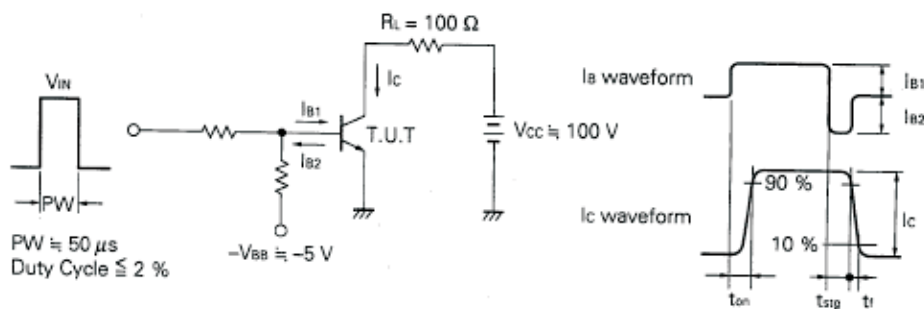 RL = 100 Ω
VIN
IC
IB1
IB2
T.U.T
VCC ≒ 100 V
PW
PW ≒ 50 μs
Duty Cycle ≦ 2 %
−VBB ≒ −5 V
IB waveform
IB1
IB2
IC waveform
90 %
10 %
IC
ton
tstg
tf